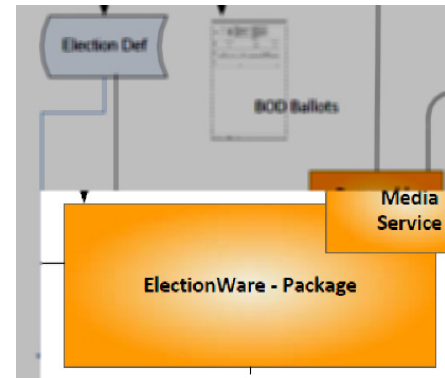 Election Def
BOD Ballots
Media
Service
ElectionWare - Package